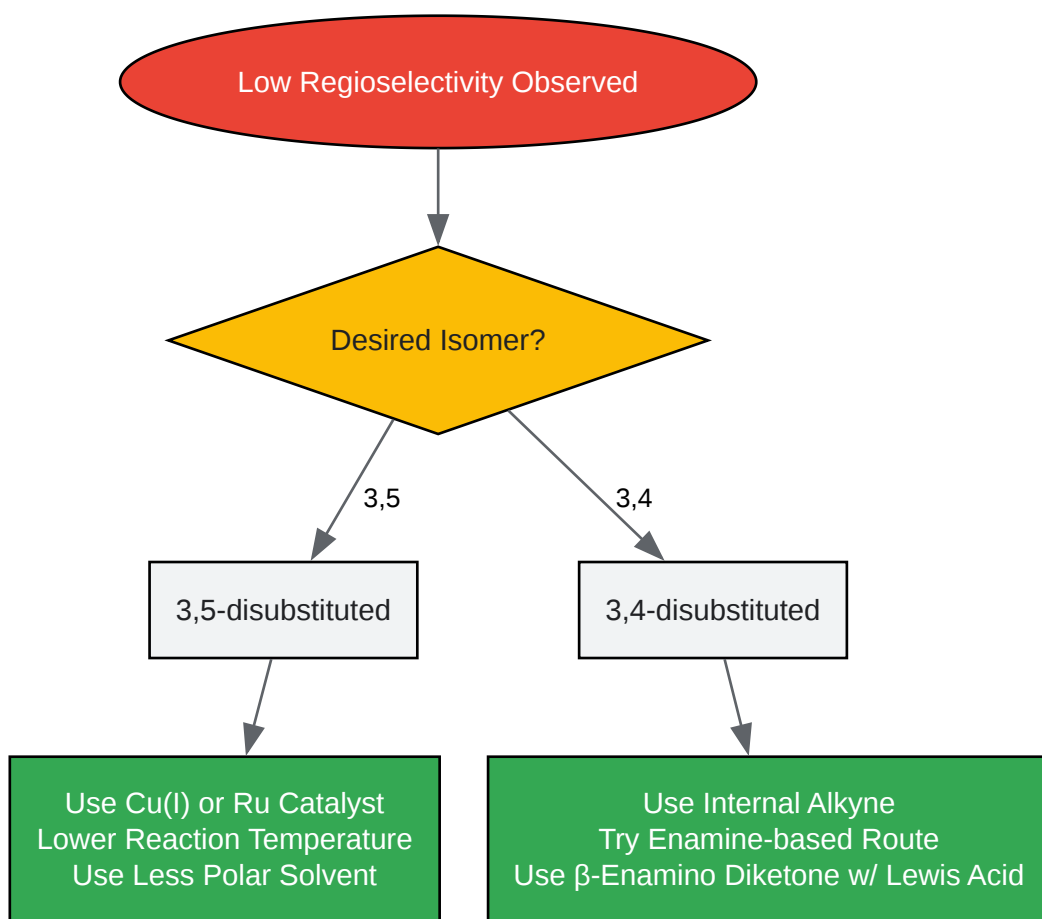 Low Regioselectivity Observed
Desired Isomer?
3,5
3,4
3,5-disubstituted
3,4-disubstituted
Use Cu(I) or Ru Catalyst
Lower Reaction Temperature
Use Less Polar Solvent
Use Internal Alkyne
Try Enamine-based Route
Use β-Enamino Diketone w/ Lewis Acid